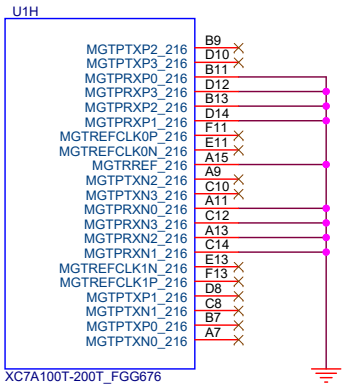 U1H
MGTPTXP2_216 B9
MGTPTXP3_216 D10
MGTPRXP0_216 B11
MGTPRXP3_216 D12
MGTPRXP2_216 B13
MGTPRXP1_216 D14
MGTREFCLK0P_216 F11
MGTREFCLK0N_216 E11
MGTRREF_216 A15
MGTPTXN2_216 A9
MGTPTXN3_216 C10
MGTPRXN0_216 A11
MGTPRXN3_216 C12
MGTPRXN2_216 A13
MGTPRXN1_216 C14
MGTREFCLK1N_216 E13
MGTREFCLK1P_216 F13
MGTPTXP1_216 D8
MGTPTXN1_216 C8
MGTPTXP0_216 B7
MGTPTXN0_216 A7
XC7A100T-200T_FGG676